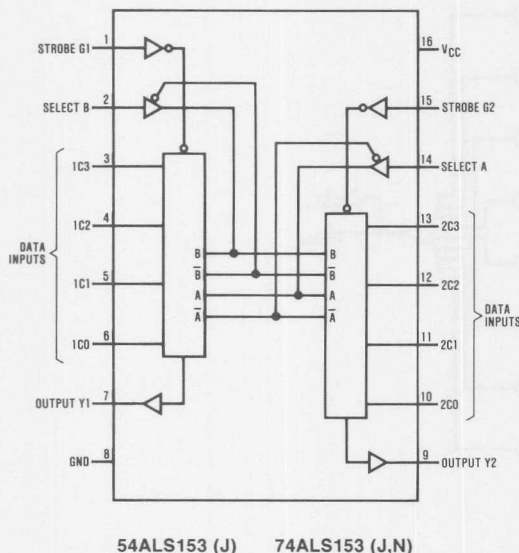 1
STROBE G1
16
VCC
2
SELECT B
15
STROBE G2
14
SELECT A
DATA
INPUTS
3
1C3
4
1C2
5
1C1
6
1C0
B
B̅
A
A̅
B
B̅
A
A̅
13
2C3
12
2C2
11
2C1
10
2C0
DATA
INPUTS
7
OUTPUT Y1
8
GND
9
OUTPUT Y2
54ALS153 (J) 74ALS153 (J,N)